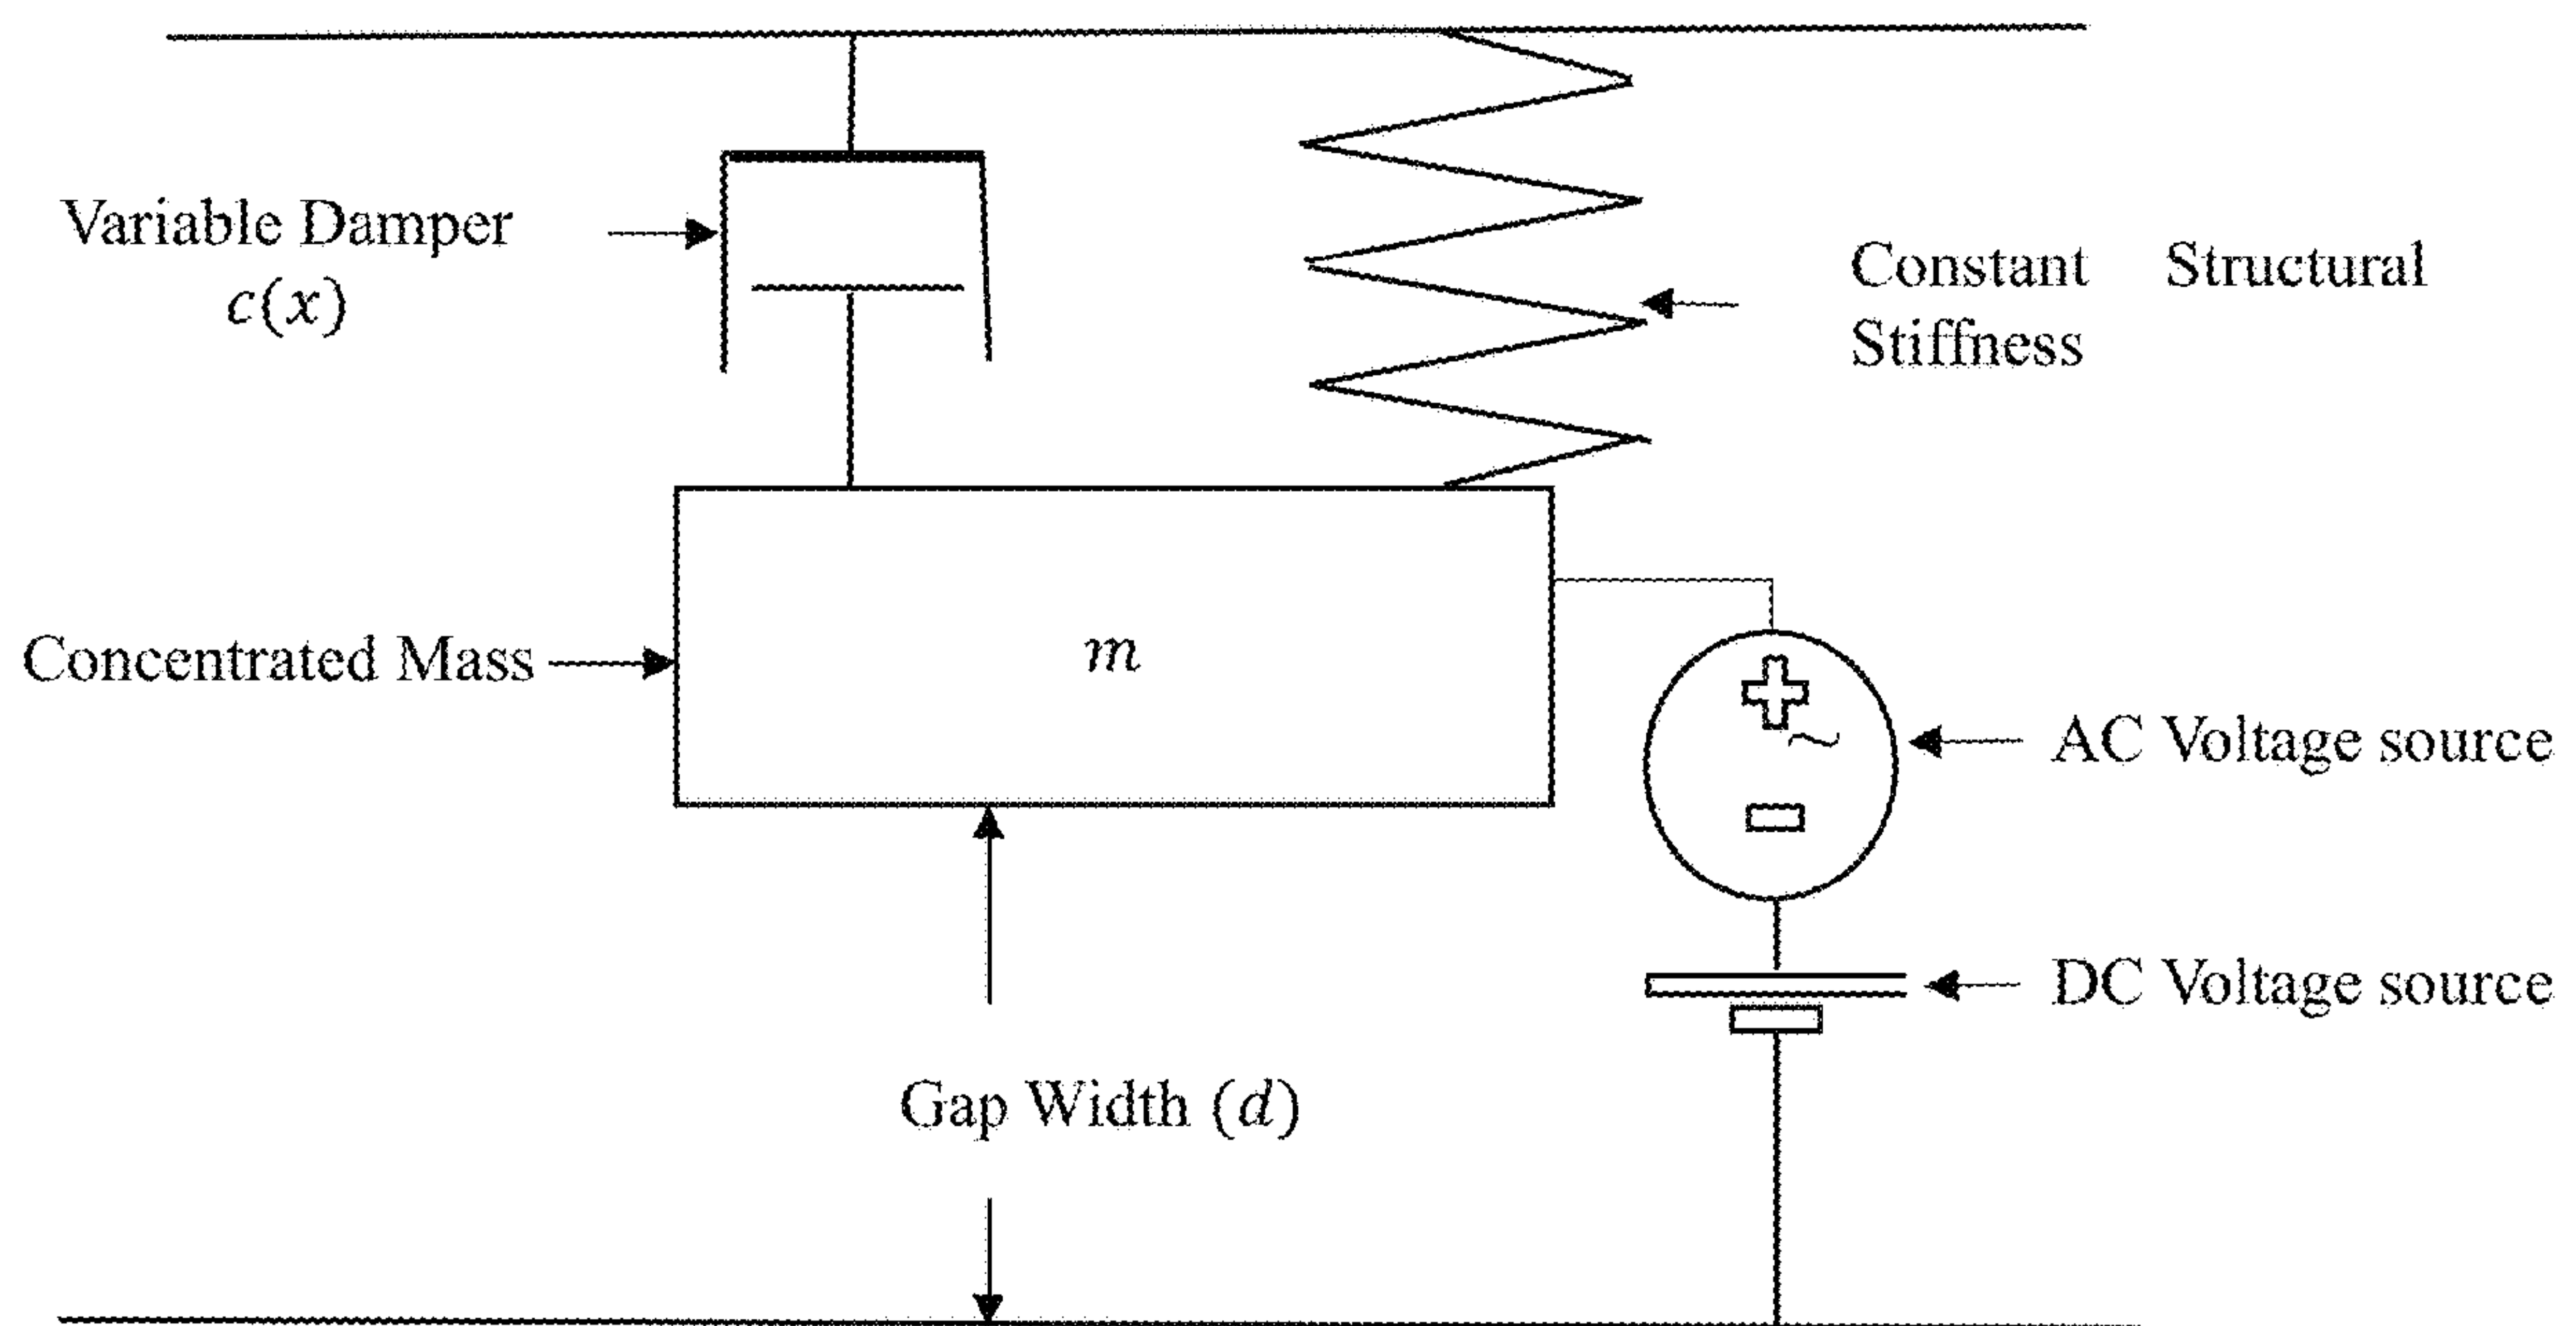 Variable Damper
c(x)
Constant Structural
Stiffness
Concentrated Mass
m
+
~
-
AC Voltage source
DC Voltage source
Gap Width (d)